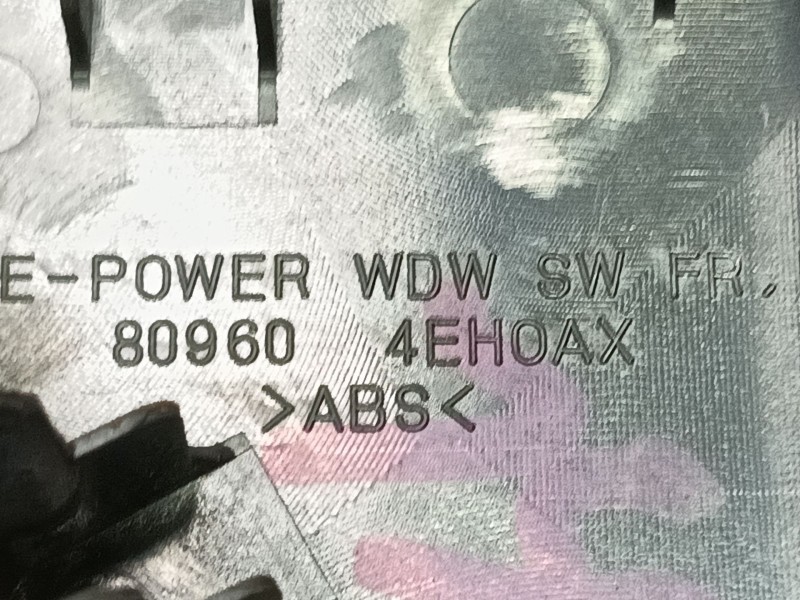 E-POWER WDW SW FR,
80960 4EH0AX
>ABS<